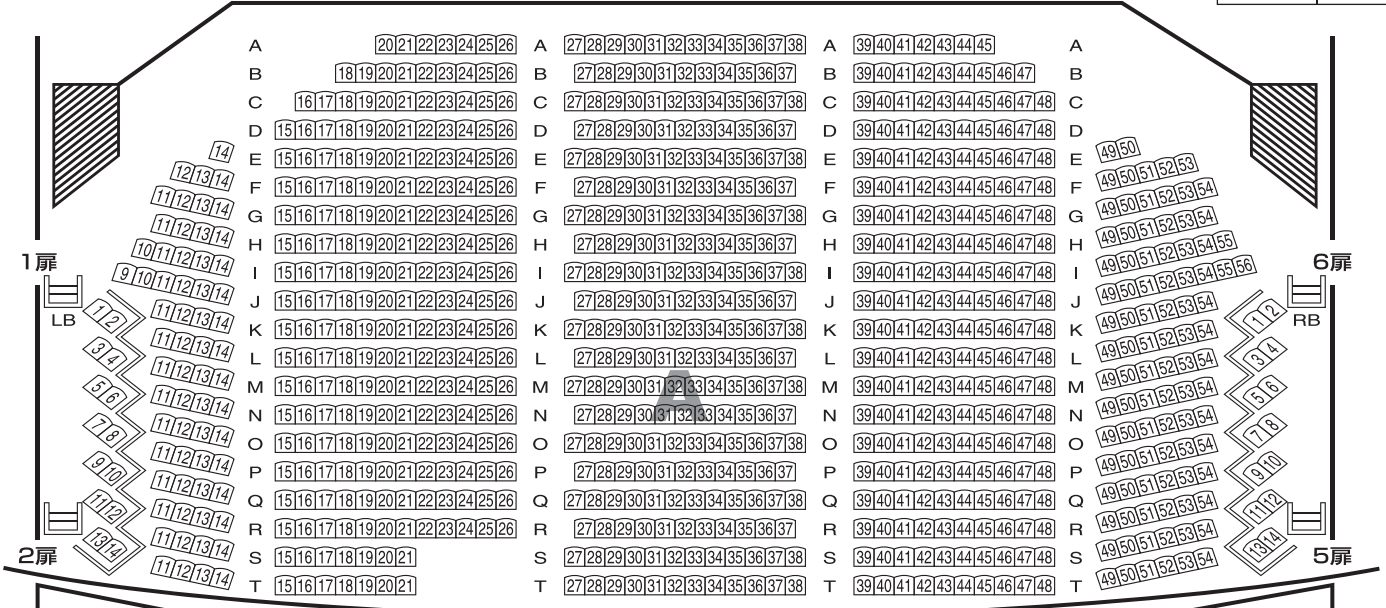 A 20 21 22 23 24 25 26 A 27 28 29 30 31 32 33 34 35 36 37 38 A 39 40 41 42 43 44 45 A
B 18 19 20 21 22 23 24 25 26 B 27 28 29 30 31 32 33 34 35 36 37 B 39 40 41 42 43 44 45 46 47 B
C 16 17 18 19 20 21 22 23 24 25 26 C 27 28 29 30 31 32 33 34 35 36 37 38 C 39 40 41 42 43 44 45 46 47 48 C
D 15 16 17 18 19 20 21 22 23 24 25 26 D 27 28 29 30 31 32 33 34 35 36 37 D 39 40 41 42 43 44 45 46 47 48 D
14 E 15 16 17 18 19 20 21 22 23 24 25 26 E 27 28 29 30 31 32 33 34 35 36 37 38 E 39 40 41 42 43 44 45 46 47 48 E 49 50
12 13 14 F 15 16 17 18 19 20 21 22 23 24 25 26 F 27 28 29 30 31 32 33 34 35 36 37 F 39 40 41 42 43 44 45 46 47 48 F 49 50 51 52 53
11 12 13 14 G 15 16 17 18 19 20 21 22 23 24 25 26 G 27 28 29 30 31 32 33 34 35 36 37 38 G 39 40 41 42 43 44 45 46 47 48 G 49 50 51 52 53 54
11 12 13 14 H 15 16 17 18 19 20 21 22 23 24 25 26 H 27 28 29 30 31 32 33 34 35 36 37 H 39 40 41 42 43 44 45 46 47 48 H 49 50 51 52 53 54
10 11 12 13 14 I 15 16 17 18 19 20 21 22 23 24 25 26 I 27 28 29 30 31 32 33 34 35 36 37 38 I 39 40 41 42 43 44 45 46 47 48 I 49 50 51 52 53 54 55
9 10 11 12 13 14 J 15 16 17 18 19 20 21 22 23 24 25 26 J 27 28 29 30 31 32 33 34 35 36 37 J 39 40 41 42 43 44 45 46 47 48 J 49 50 51 52 53 54 55 56
11 12 13 14 K 15 16 17 18 19 20 21 22 23 24 25 26 K 27 28 29 30 31 32 33 34 35 36 37 38 K 39 40 41 42 43 44 45 46 47 48 K 49 50 51 52 53 54
11 12 13 14 L 15 16 17 18 19 20 21 22 23 24 25 26 L 27 28 29 30 31 32 33 34 35 36 37 L 39 40 41 42 43 44 45 46 47 48 L 49 50 51 52 53 54
11 12 13 14 M 15 16 17 18 19 20 21 22 23 24 25 26 M 27 28 29 30 31 32 33 34 35 36 37 38 M 39 40 41 42 43 44 45 46 47 48 M 49 50 51 52 53 54
11 12 13 14 N 15 16 17 18 19 20 21 22 23 24 25 26 N 27 28 29 30 31 32 33 34 35 36 37 N 39 40 41 42 43 44 45 46 47 48 N 49 50 51 52 53 54
11 12 13 14 O 15 16 17 18 19 20 21 22 23 24 25 26 O 27 28 29 30 31 32 33 34 35 36 37 38 O 39 40 41 42 43 44 45 46 47 48 O 49 50 51 52 53 54
11 12 13 14 P 15 16 17 18 19 20 21 22 23 24 25 26 P 27 28 29 30 31 32 33 34 35 36 37 P 39 40 41 42 43 44 45 46 47 48 P 49 50 51 52 53 54
11 12 13 14 Q 15 16 17 18 19 20 21 22 23 24 25 26 Q 27 28 29 30 31 32 33 34 35 36 37 38 Q 39 40 41 42 43 44 45 46 47 48 Q 49 50 51 52 53 54
11 12 13 14 R 15 16 17 18 19 20 21 22 23 24 25 26 R 27 28 29 30 31 32 33 34 35 36 37 R 39 40 41 42 43 44 45 46 47 48 R 49 50 51 52 53 54
11 12 13 14 S 15 16 17 18 19 20 21 S 27 28 29 30 31 32 33 34 35 36 37 38 S 39 40 41 42 43 44 45 46 47 48 S 49 50 51 52 53 54
11 12 13 14 T 15 16 17 18 19 20 21 T 27 28 29 30 31 32 33 34 35 36 37 38 T 39 40 41 42 43 44 45 46 47 48 T 49 50 51 52 53 54
A
1扉
LB
1 2
3 4
5 6
7 8
9 10
11 12
13 14
2扉
6扉
RB
1 2
3 4
5 6
7 8
9 10
11 12
13 14
5扉